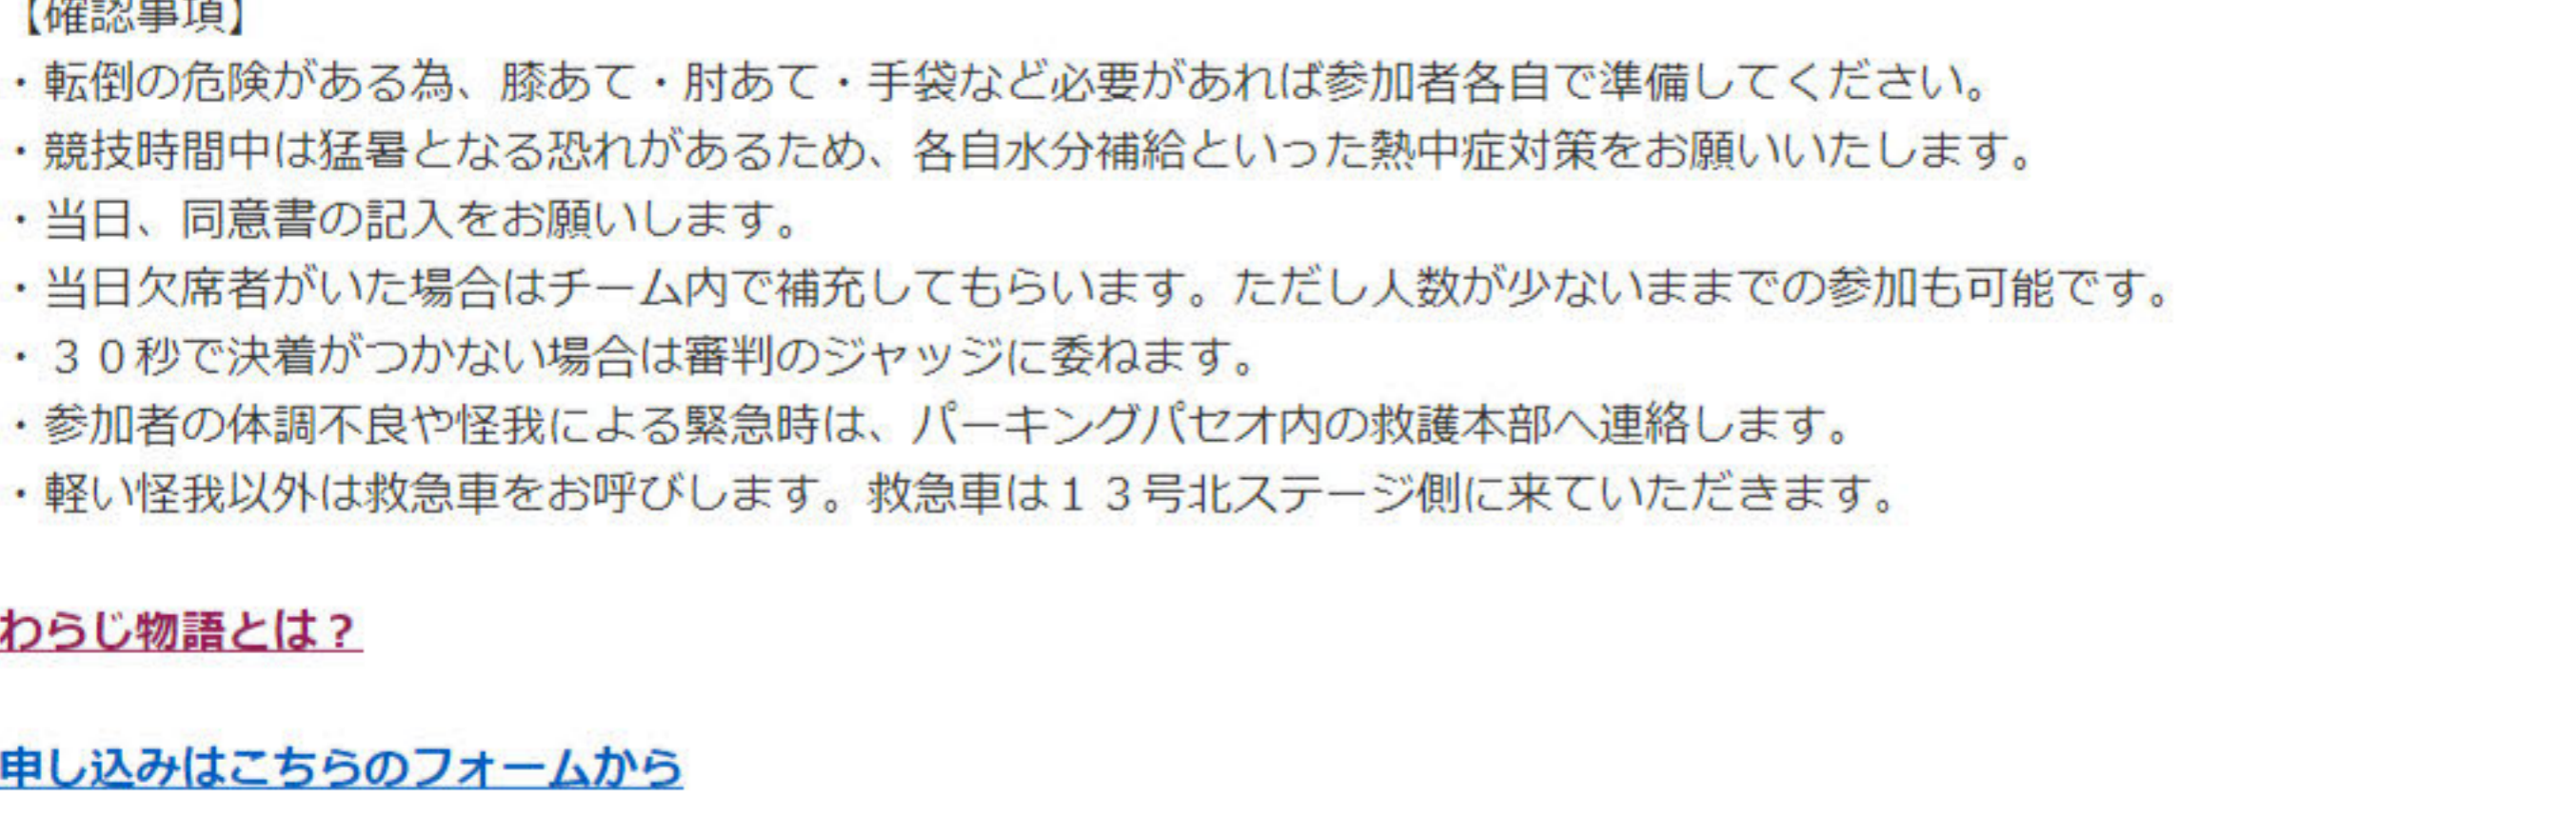 【確認事項】
・転倒の危険がある為、膝あて・肘あて・手袋など必要があれば参加者各自で準備してください。
・競技時間中は猛暑となる恐れがあるため、各自水分補給といった熱中症対策をお願いいたします。
・当日、同意書の記入をお願いします。
・当日欠席者がいた場合はチーム内で補充してもらいます。ただし人数が少ないままでの参加も可能です。
・３０秒で決着がつかない場合は審判のジャッジに委ねます。
・参加者の体調不良や怪我による緊急時は、パーキングパセオ内の救護本部へ連絡します。
・軽い怪我以外は救急車をお呼びします。救急車は１３号北ステージ側に来ていただきます。
わらじ物語とは？
申し込みはこちらのフォームから